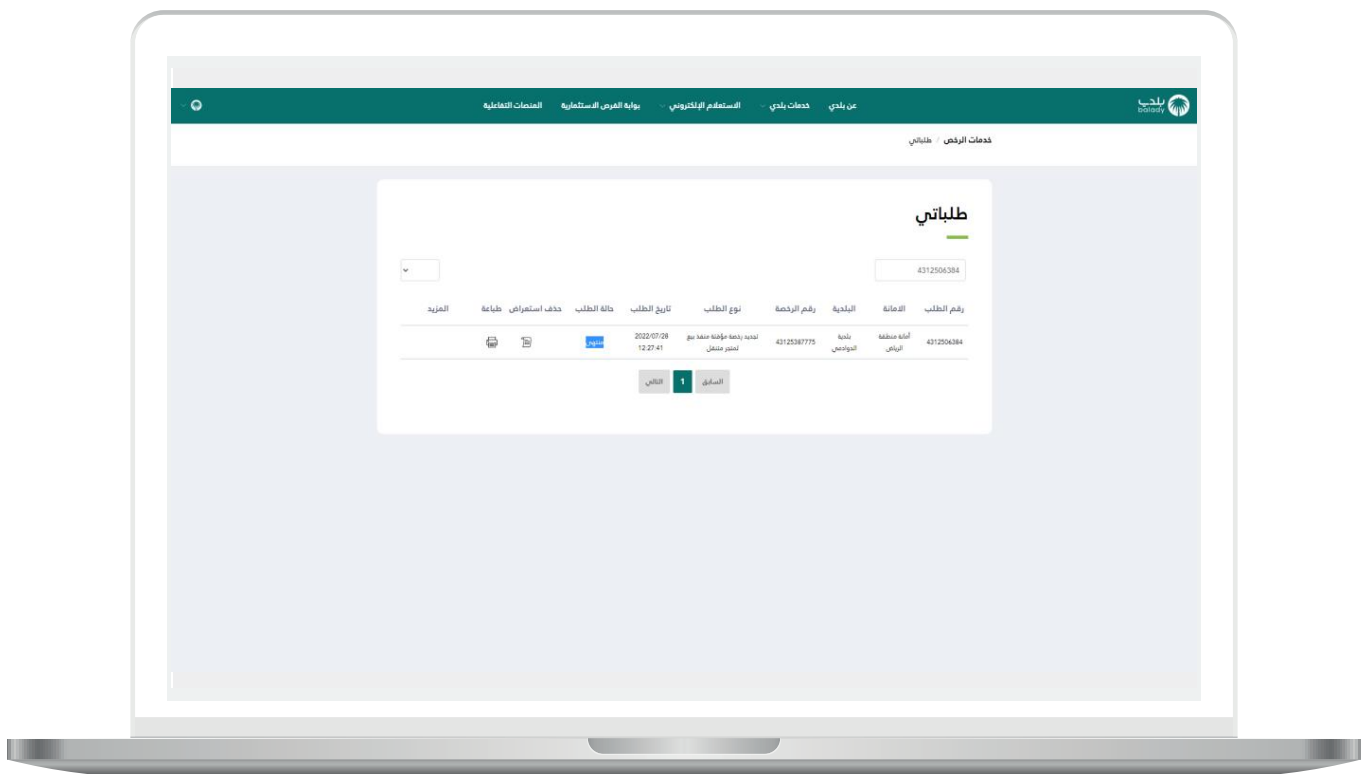 بلدي
balady
عن بلدي خدمات بلدي الاستعلام الإلكتروني بوابة الفرص الاستثمارية المنصات التفاعلية
خدمات الرخص / طلباتي
طلباتي
4312506384
رقم الطلب الامانة البلدية رقم الرخصة نوع الطلب تاريخ الطلب حالة الطلب حذف استعراض طباعة المزيد
4312506384 أمانة منطقة الرياض بلدية الدوادمي 43125387775 تجديد رخصة مؤقتة منفذ بيع لمتجر متنقل 2022/07/28 12:27:41 منتهي
السابق 1 التالي